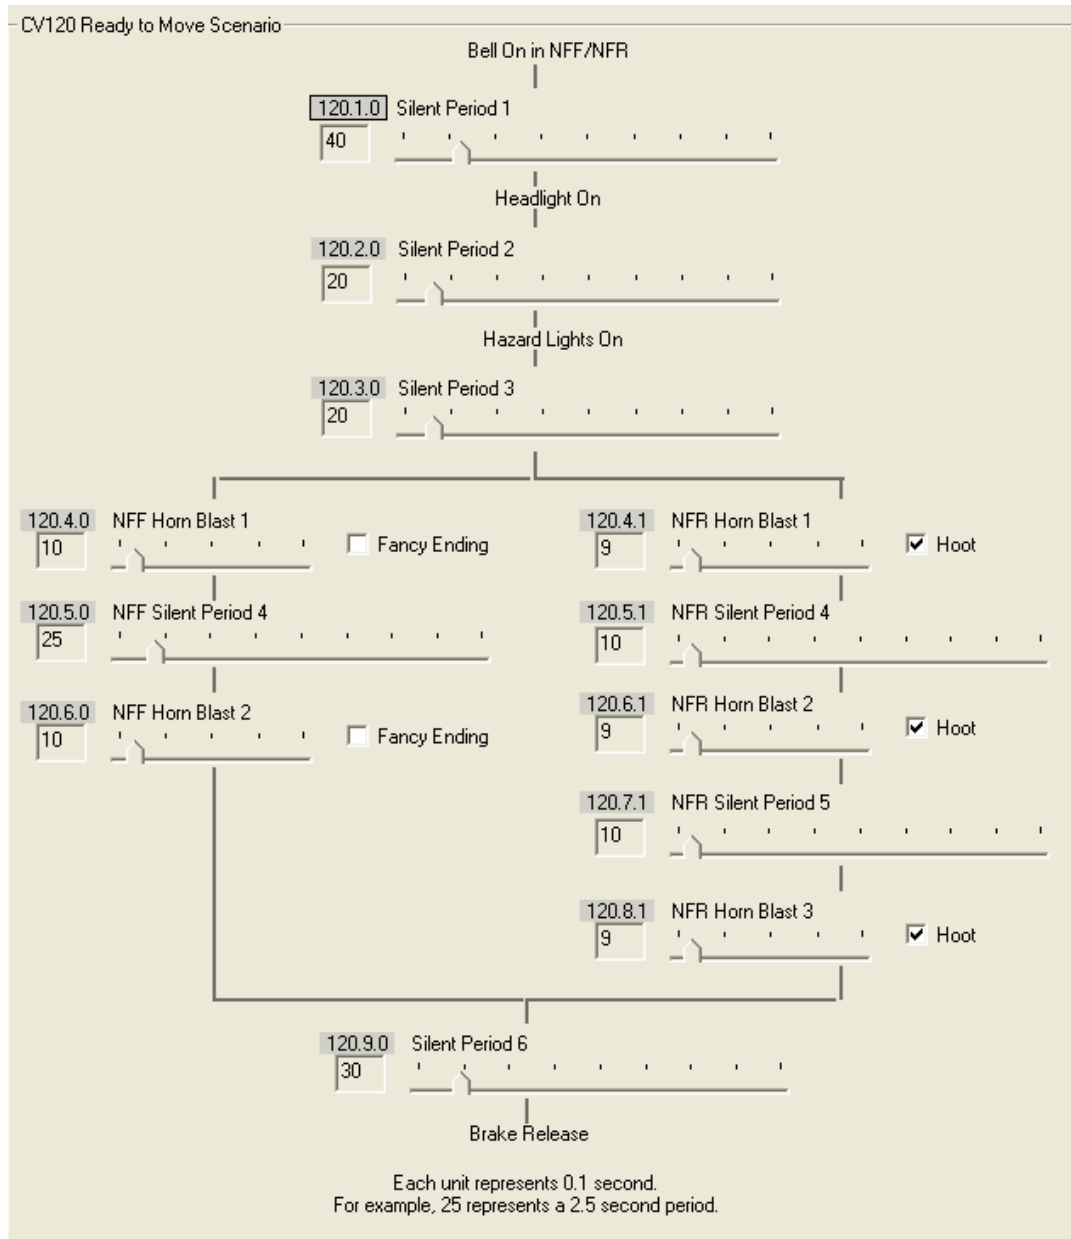 CV120 Ready to Move Scenario
Bell On in NFF/NFR
120.1.0 Silent Period 1
40
Headlight On
120.2.0 Silent Period 2
20
Hazard Lights On
120.3.0 Silent Period 3
20
120.4.0 NFF Horn Blast 1
10 Fancy Ending
120.5.0 NFF Silent Period 4
25
120.6.0 NFF Horn Blast 2
10 Fancy Ending
120.4.1 NFR Horn Blast 1
9 Hoot
120.5.1 NFR Silent Period 4
10
120.6.1 NFR Horn Blast 2
9 Hoot
120.7.1 NFR Silent Period 5
10
120.8.1 NFR Horn Blast 3
9 Hoot
120.9.0 Silent Period 6
30
Brake Release
Each unit represents 0.1 second.
For example, 25 represents a 2.5 second period.